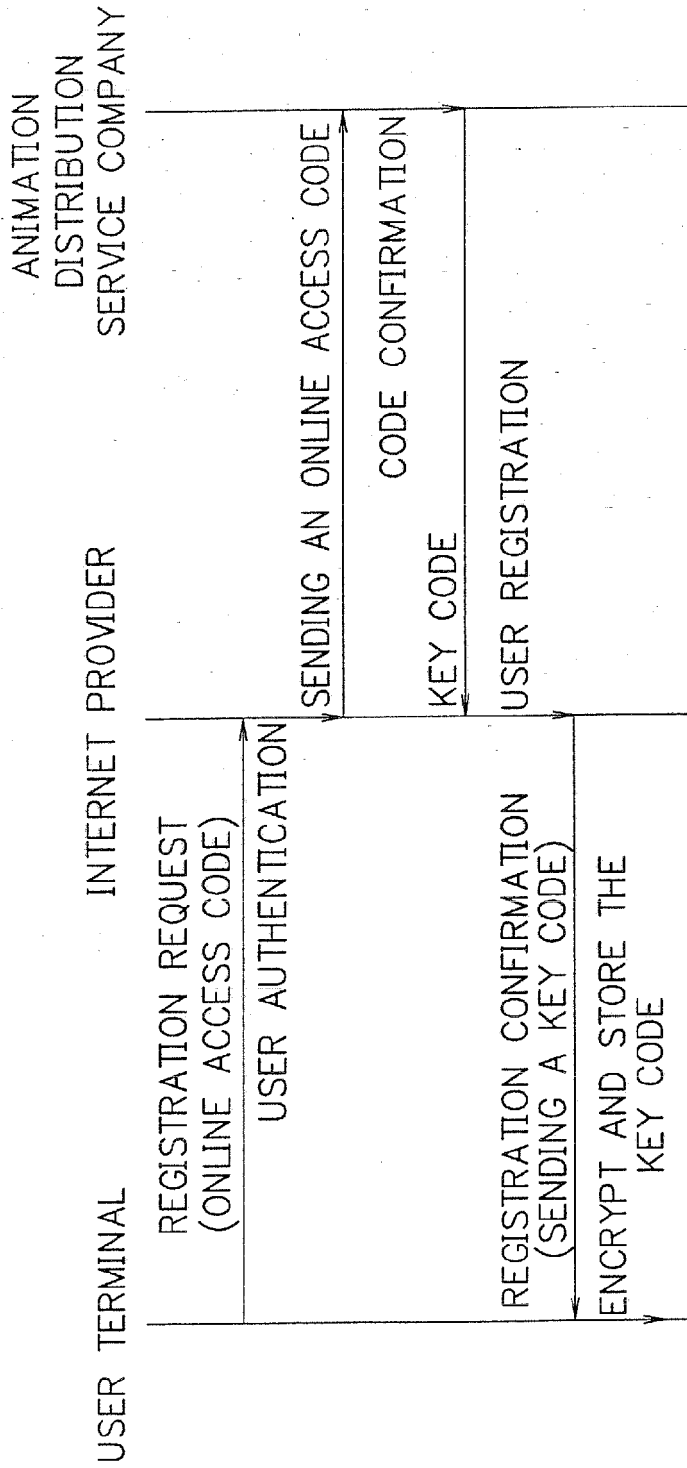 USER TERMINAL
INTERNET PROVIDER
ANIMATION
DISTRIBUTION
SERVICE COMPANY
REGISTRATION REQUEST
(ONLINE ACCESS CODE)
USER AUTHENTICATION
SENDING AN ONLINE ACCESS CODE
CODE CONFIRMATION
KEY CODE
USER REGISTRATION
REGISTRATION CONFIRMATION
(SENDING A KEY CODE)
ENCRYPT AND STORE THE
KEY CODE